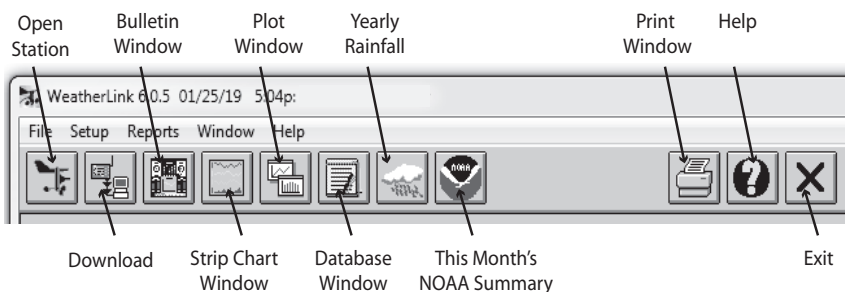 Open
Station
Bulletin
Window
Plot
Window
Yearly
Rainfall
Print
Window
Help
WeatherLink 6.0.5 01/25/19 5:04p:
File Setup Reports Window Help
NOAA
Download
Strip Chart
Window
Database
Window
This Month's
NOAA Summary
Exit